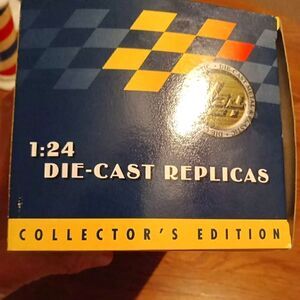 1:24
DIE-CAST REPLICAS
COLLECTOR'S EDITION